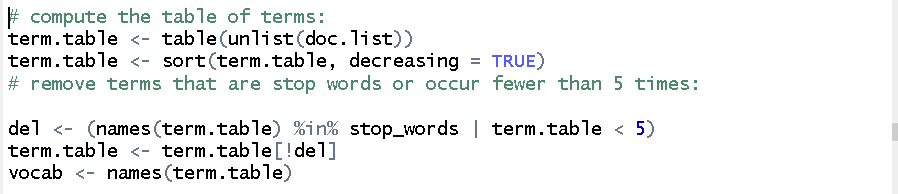 # compute the table of terms:
term.table <- table(unlist(doc.list))
term.table <- sort(term.table, decreasing = TRUE)
# remove terms that are stop words or occur fewer than 5 times:
del <- (names(term.table) %in% stop_words | term.table < 5)
term.table <- term.table[!del]
vocab <- names(term.table)